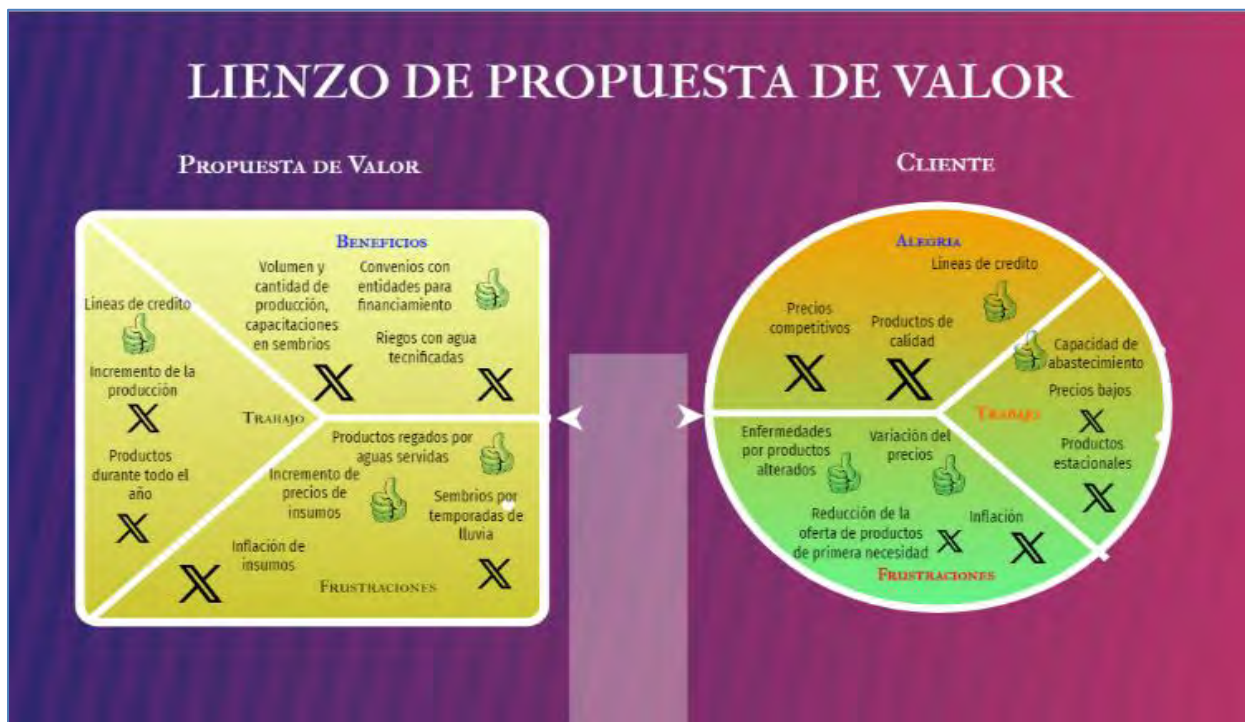 LIENZO DE PROPUESTA DE VALOR
PROPUESTA DE VALOR
BENEFICIOS
Volumen y
cantidad de
producción,
capacitaciones
en sembrios
Convenios con
entidades para
financiamiento
Riegos con agua
tecnificadas
Lineas de credito
Incremento de la
producción
Productos
durante todo el
año
TRABAJO
Productos regados por
aguas servidas
Incremento de
precios de
insumos
Sembrios por
temporadas de
lluvia
Inflación de
insumos
FRUSTRACIONES
CLIENTE
ALEGRIA
Lineas de credito
Precios
competitivos
Productos de
calidad
Capacidad de
abastecimiento
Precios bajos
TRABAJO
Productos
estacionales
Enfermedades
por productos
alterados
Variación del
precios
Reducción de la
oferta de productos
de primera necesidad
Inflación
FRUSTRACIONES